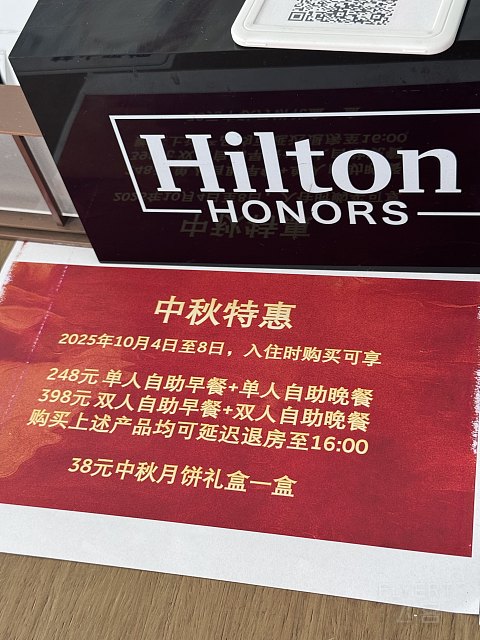 Hilton
HONORS
中秋特惠
2025年10月4日至8日，入住时购买可享
248元 单人自助早餐+单人自助晚餐
398元 双人自助早餐+双人自助晚餐
购买上述产品均可延迟退房至16:00
38元中秋月饼礼盒一盒